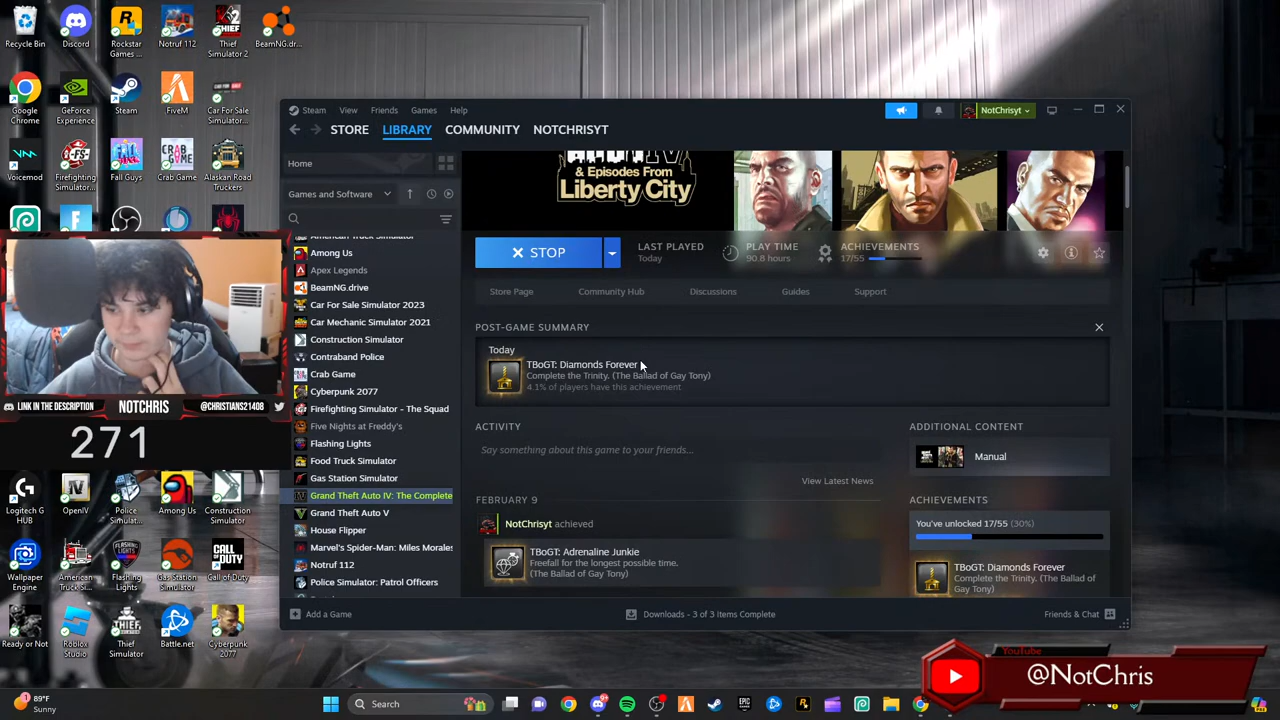 Recycle Bin
Discord
Rockstar Games ...
Notruf 112
Thief Simulator 2
BeamNG.dr...
Google Chrome
GeForce Experience
Steam
FiveM
Car For Sale Simulator...
Voicemod
Firefighting Simulator...
Fall Guys
Crab Game
Alaskan Road Truckers
Steam
View
Friends
Games
Help
NotChrisyt
STORE
LIBRARY
COMMUNITY
NOTCHRISYT
Home
Games and Software
& Episodes From
Liberty City
STOP
LAST PLAYED
Today
PLAY TIME
90.8 hours
ACHIEVEMENTS
17/55
Store Page
Community Hub
Discussions
Guides
Support
American Truck Simulator
Among Us
Apex Legends
BeamNG.drive
Car For Sale Simulator 2023
Car Mechanic Simulator 2021
Construction Simulator
Contraband Police
Crab Game
Cyberpunk 2077
Firefighting Simulator - The Squad
Five Nights at Freddy's
Flashing Lights
Food Truck Simulator
Gas Station Simulator
Grand Theft Auto IV: The Complete
Grand Theft Auto V
House Flipper
Marvel's Spider-Man: Miles Morales
Notruf 112
Police Simulator: Patrol Officers
POST-GAME SUMMARY
Today
TBoGT: Diamonds Forever
Complete the Trinity. (The Ballad of Gay Tony)
4.1% of players have this achievement
ACTIVITY
Say something about this game to your friends...
View Latest News
FEBRUARY 9
NotChrisyt achieved
TBoGT: Adrenaline Junkie
Freefall for the longest possible time.
(The Ballad of Gay Tony)
ADDITIONAL CONTENT
Manual
ACHIEVEMENTS
You've unlocked 17/55 (30%)
TBoGT: Diamonds Forever
Complete the Trinity. (The Ballad of
Gay Tony)
Add a Game
Downloads - 3 of 3 Items Complete
Friends & Chat
LINK IN THE DESCRIPTION
NOTCHRIS
@CHRISTIANS21408
271
Logitech G HUB
OpenIV
Police Simulat...
Among Us
Construction Simulator
Wallpaper Engine
American Truck Si...
Flashing Lights
Gas Station Simulator
Call of Duty
Ready or Not
Roblox Studio
Thief Simulator
Battle.net
Cyberpunk 2077
YouTube
@NotChris
89°F
Sunny
Search